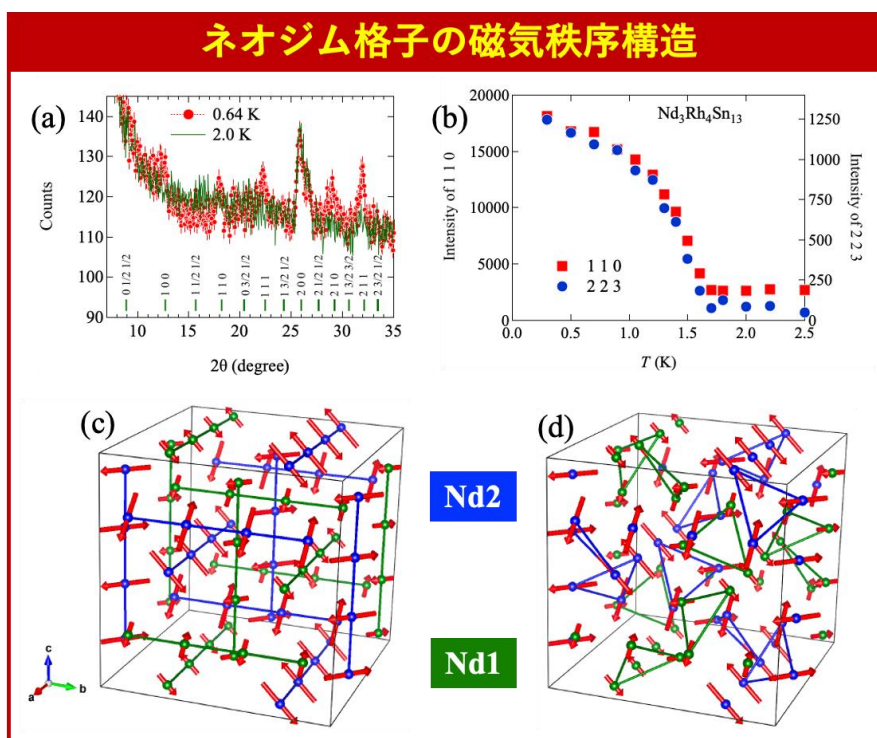 ネオジム格子の磁気秩序構造
(a)
0.64 K
2.0 K
140
130
120
110
100
90
Counts
0 1/2 1/2
1 0 0
1 1/2 1/2
1 1 0
0 3/2 1/2
1 1 1
1 3/2 1/2
2 0 0
2 1/2 1/2
2 1 0
1 3/2 3/2
2 1 1
2 3/2 1/2
10 15 20 25 30 35
2θ (degree)
(b)
Nd3Rh4Sn13
20000
15000
10000
5000
0
Intensity of 1 1 0
1250
1000
750
500
250
0
Intensity of 2 2 3
1 1 0
2 2 3
0.0 0.5 1.0 1.5 2.0 2.5
T (K)
(c)
(d)
Nd2
Nd1
c
a
b